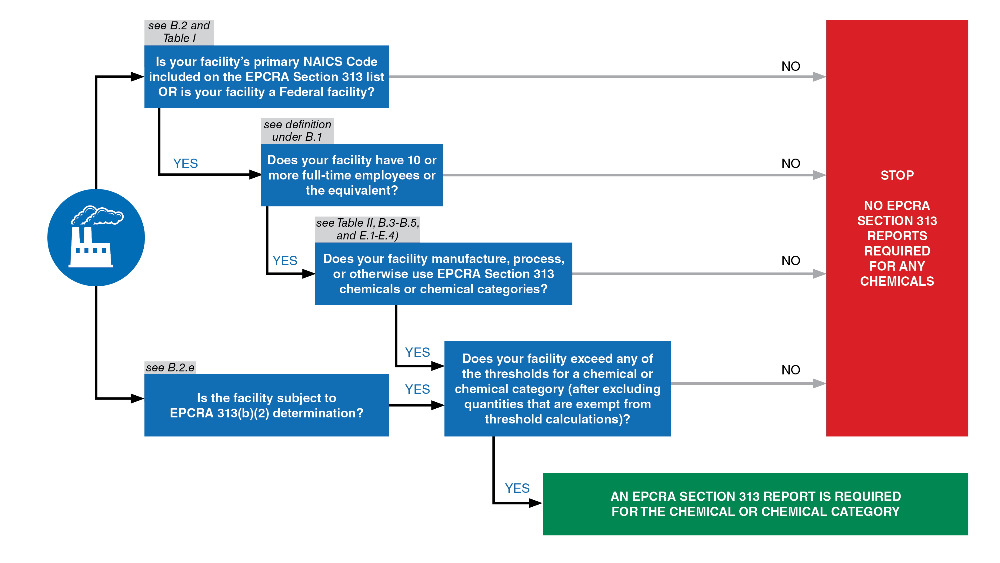 see B.2 and
Table I
Is your facility’s primary NAICS Code
included on the EPCRA Section 313 list
OR is your facility a Federal facility?
NO
see definition
under B.1
YES
Does your facility have 10 or
more full-time employees or
the equivalent?
NO
see Table II, B.3-B.5,
and E.1-E.4)
YES
Does your facility manufacture, process,
or otherwise use EPCRA Section 313
chemicals or chemical categories?
NO
STOP
NO EPCRA
SECTION 313
REPORTS
REQUIRED
FOR ANY
CHEMICALS
see B.2.e
Is the facility subject to
EPCRA 313(b)(2) determination?
YES
YES
Does your facility exceed any of
the thresholds for a chemical or
chemical category (after excluding
quantities that are exempt from
threshold calculations)?
NO
YES
AN EPCRA SECTION 313 REPORT IS REQUIRED
FOR THE CHEMICAL OR CHEMICAL CATEGORY